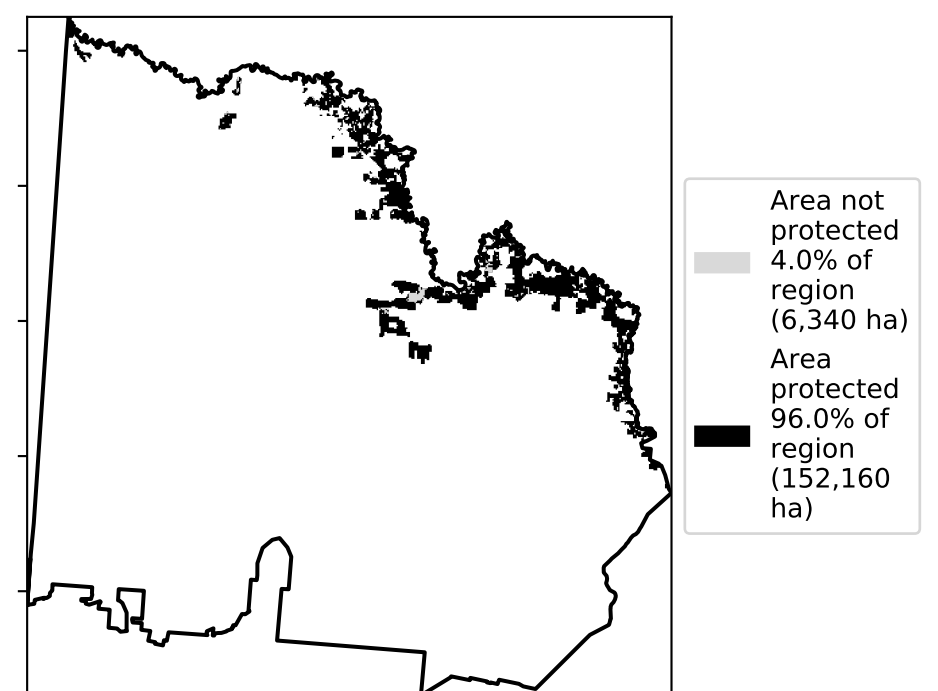 Area not
protected
4.0% of
region
(6,340 ha)
Area
protected
96.0% of
region
(152,160
ha)